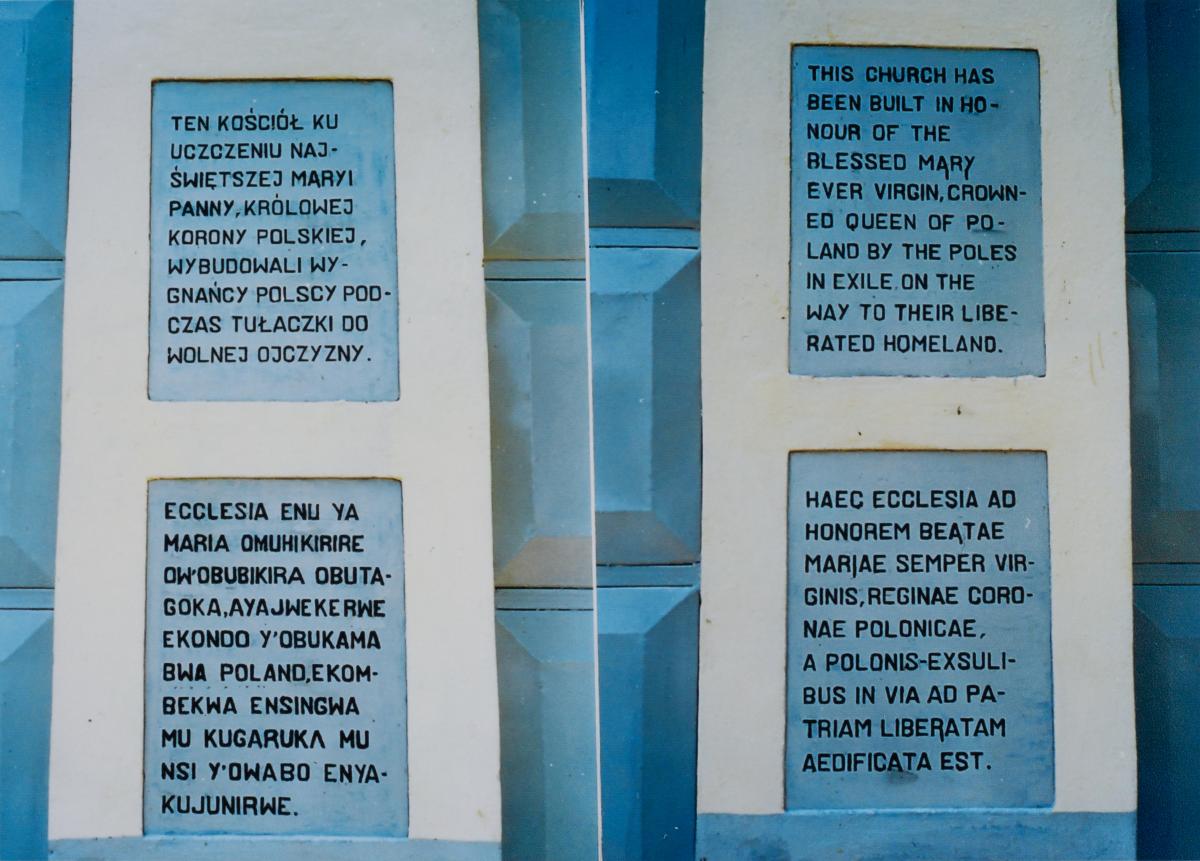 TEN KOŚCIÓŁ KU
UCZCZENIU NAJ-
ŚWIĘTSZEJ MARYI
PANNY, KRÓLOWEJ
KORONY POLSKIEJ,
WYBUDOWALI WY-
GNAŃCY POLSCY POD-
CZAS TUŁACZKI DO
WOLNEJ OJCZYZNY.
ECCLESIA ENU YA
MARIA OMUHIKIRIRE
OW'OBUBIKIRA OBUTA-
GOKA, AYAJWEKERWE
EKONDO Y'OBUKAMA
BWA POLAND, EKOM-
BEKWA ENSINGWA
MU KUGARUKA MU
NSI Y'OWABO ENYA-
KUJUNIRWE.
THIS CHURCH HAS
BEEN BUILT IN HO-
NOUR OF THE
BLESSED MARY
EVER VIRGIN, CROWN-
ED QUEEN OF PO-
LAND BY THE POLES
IN EXILE ON THE
WAY TO THEIR LIBE-
RATED HOMELAND.
HAEC ECCLESIA AD
HONOREM BEATAE
MARIAE SEMPER VIR-
GINIS, REGINAE CORO-
NAE POLONICAE,
A POLONIS-EXSULI-
BUS IN VIA AD PA-
TRIAM LIBERATAM
AEDIFICATA EST.